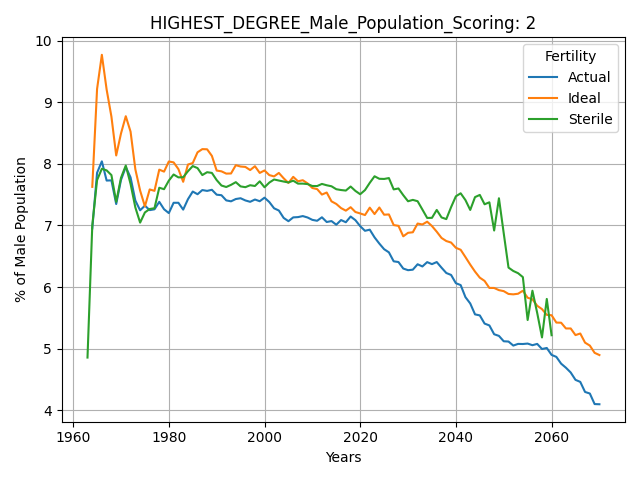 HIGHEST_DEGREE_Male_Population_Scoring: 2
10
9
8
7
6
5
4
% of Male Population
Fertility
Actual
Ideal
Sterile
1960
1980
2000
2020
2040
2060
Years